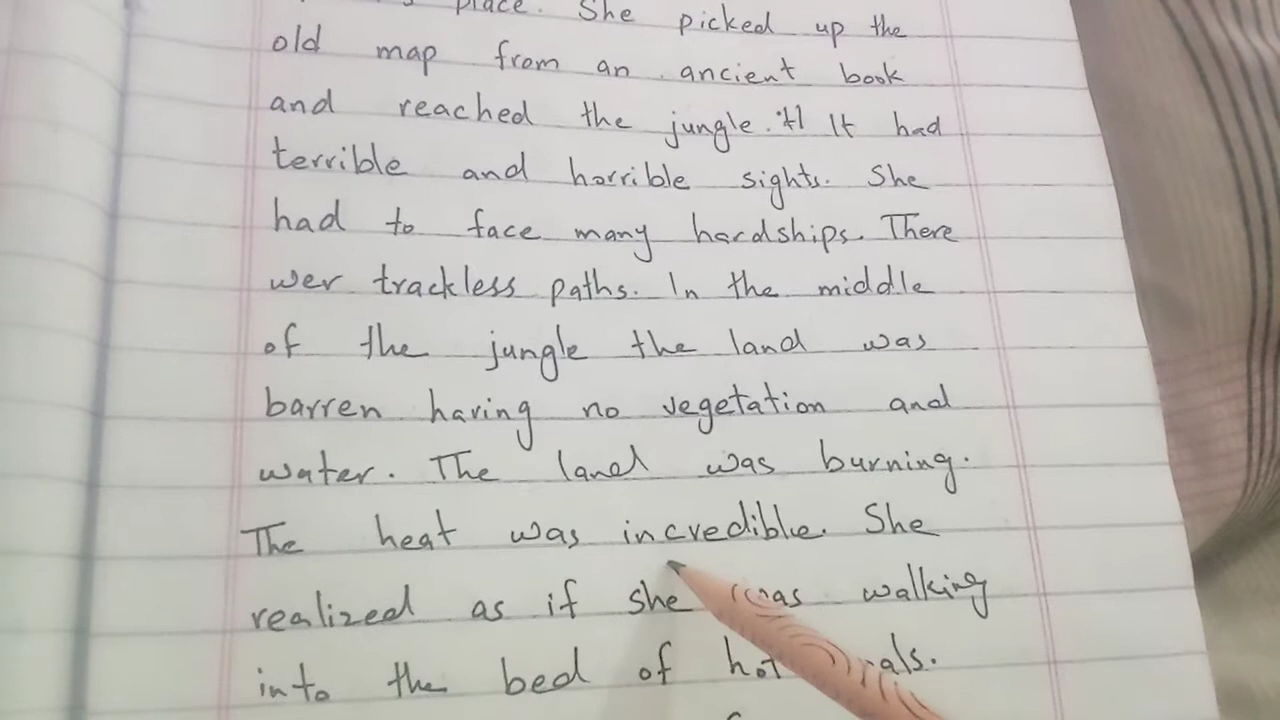 place. She picked up the
old map from an ancient book
and reached the jungle. It had
terrible and horrible sights. She
had to face many hardships. There
wer trackless paths. In the middle
of the jungle the land was
barren having no vegetation and
water. The land was burning.
The heat was incredible. She
realized as if she was walking
into the bed of hot